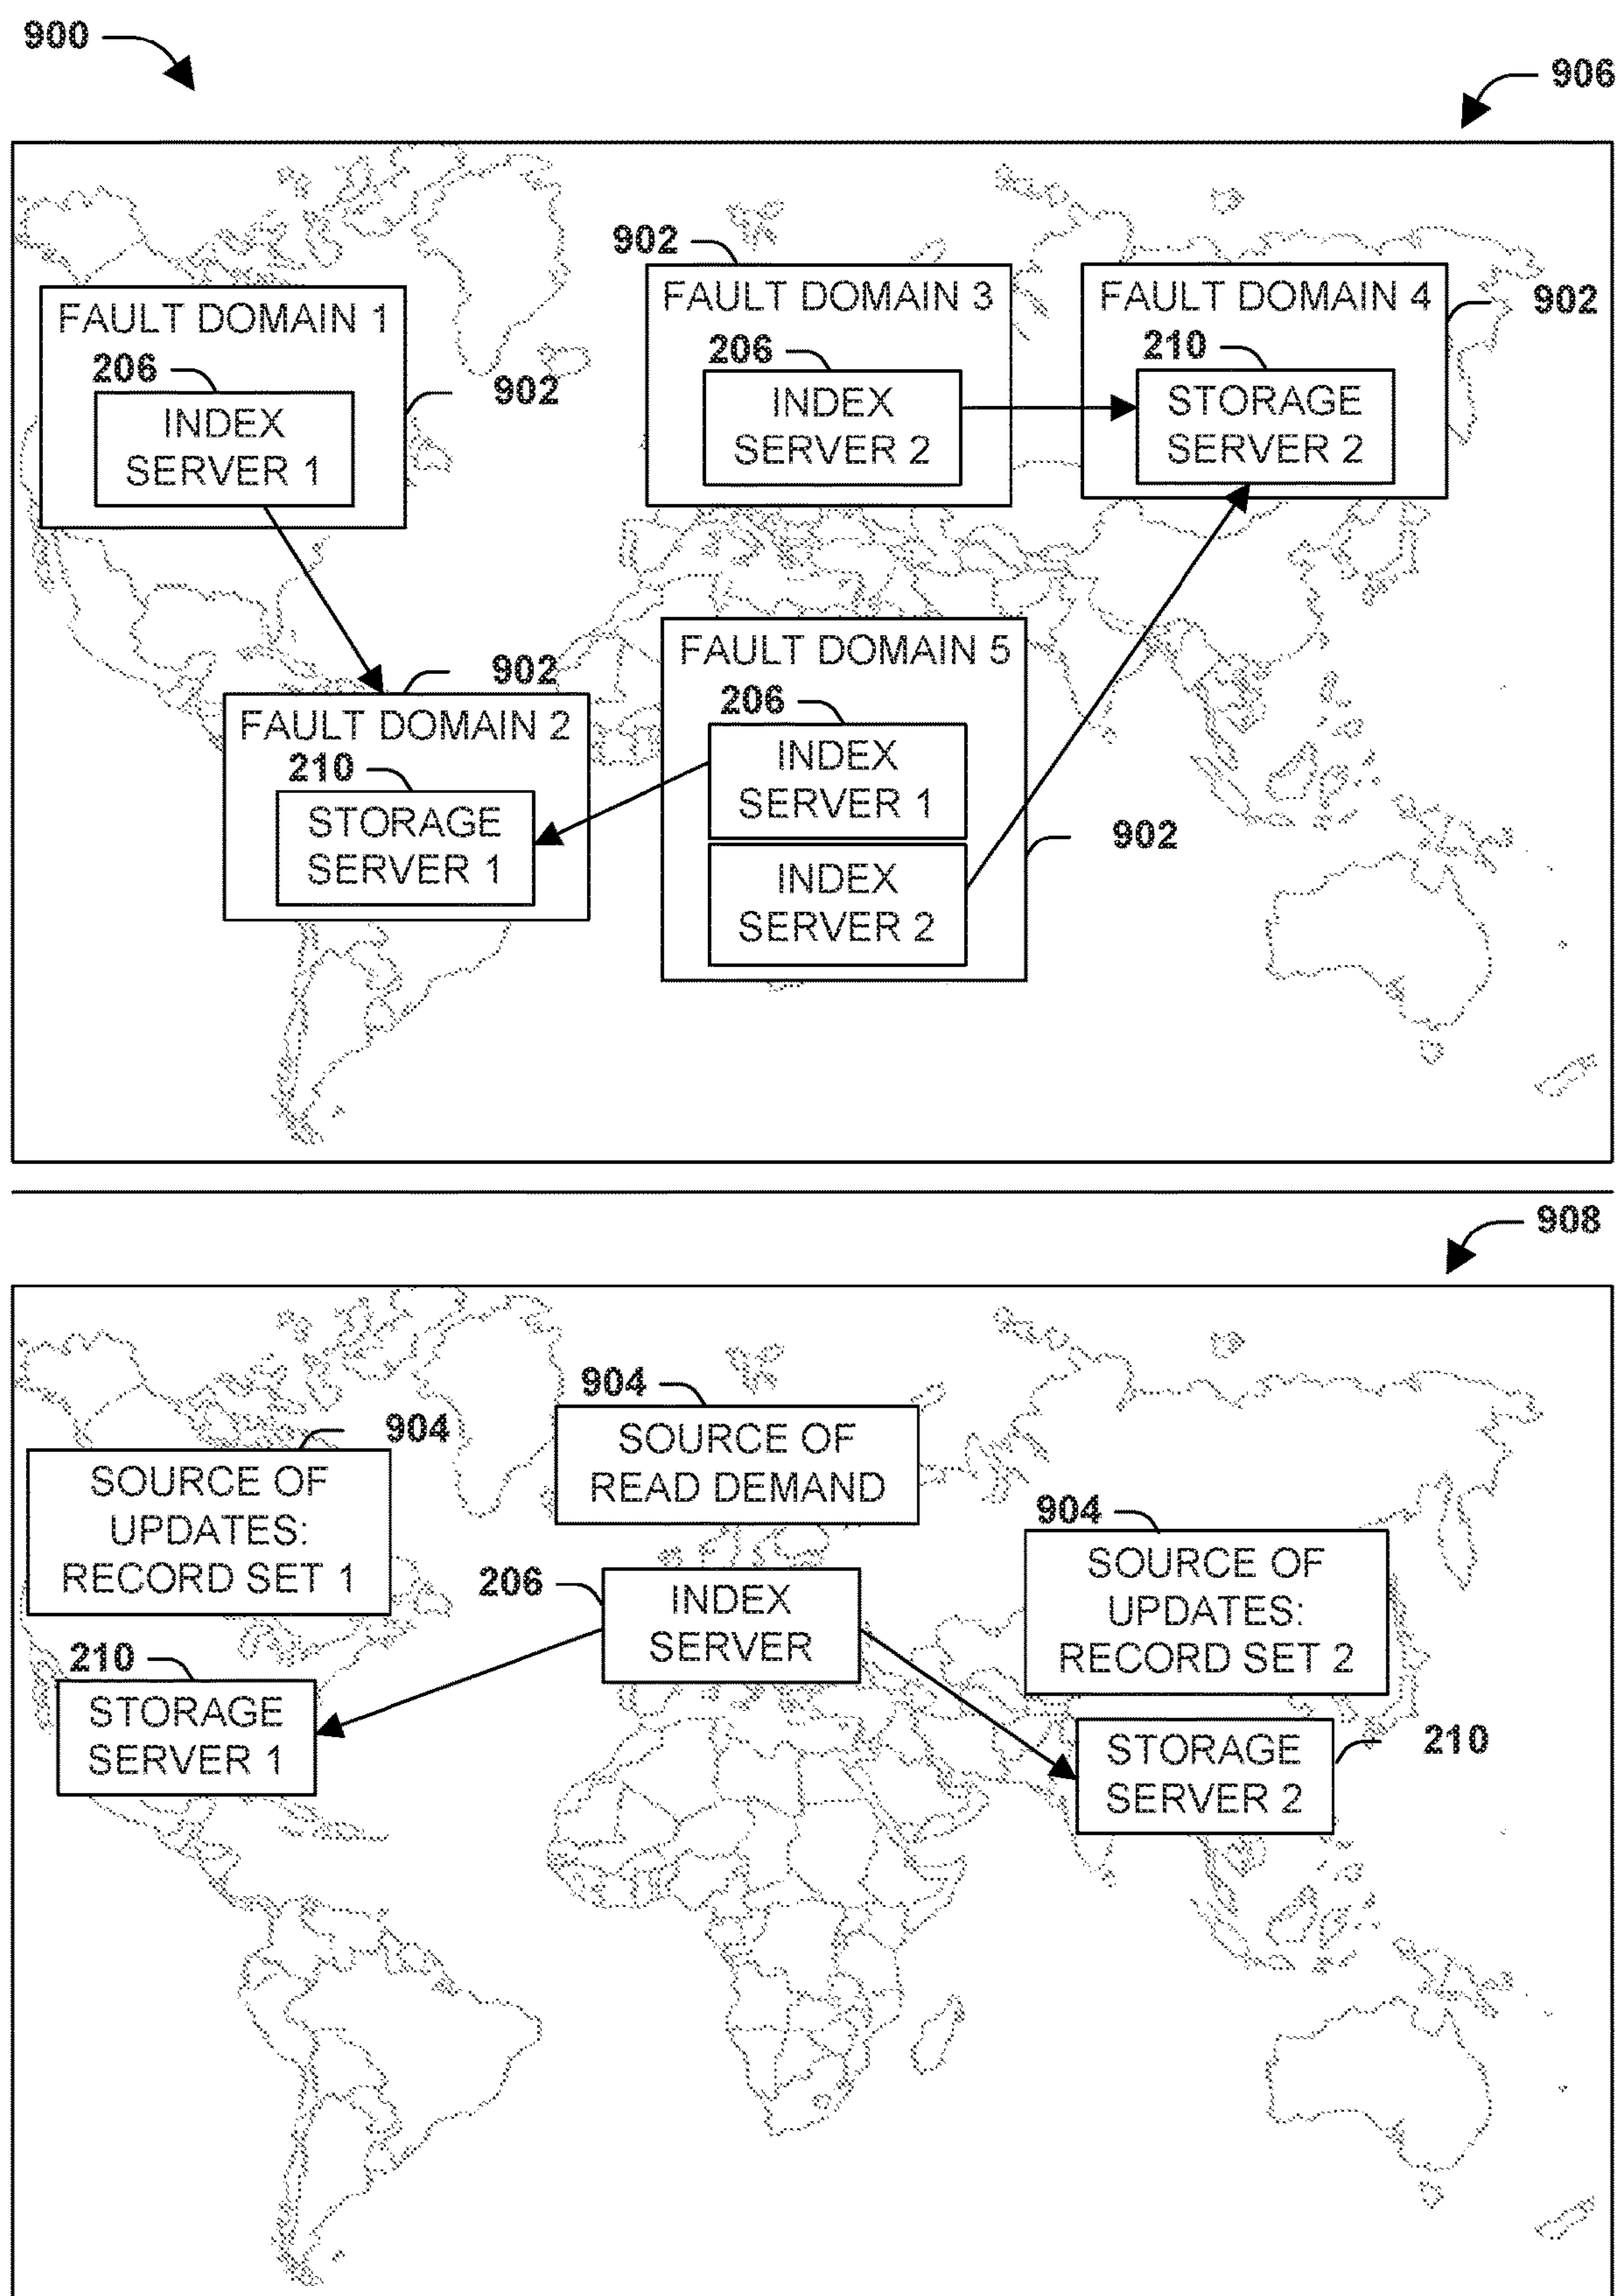 900
906
902
FAULT DOMAIN 1
206
INDEX
SERVER 1
902
FAULT DOMAIN 3
206
INDEX
SERVER 2
FAULT DOMAIN 4
902
210
STORAGE
SERVER 2
902
FAULT DOMAIN 2
210
STORAGE
SERVER 1
FAULT DOMAIN 5
206
INDEX
SERVER 1
INDEX
SERVER 2
902
908
904
SOURCE OF
UPDATES:
RECORD SET 1
904
SOURCE OF
READ DEMAND
904
SOURCE OF
UPDATES:
RECORD SET 2
206
INDEX
SERVER
210
STORAGE
SERVER 1
STORAGE
SERVER 2
210